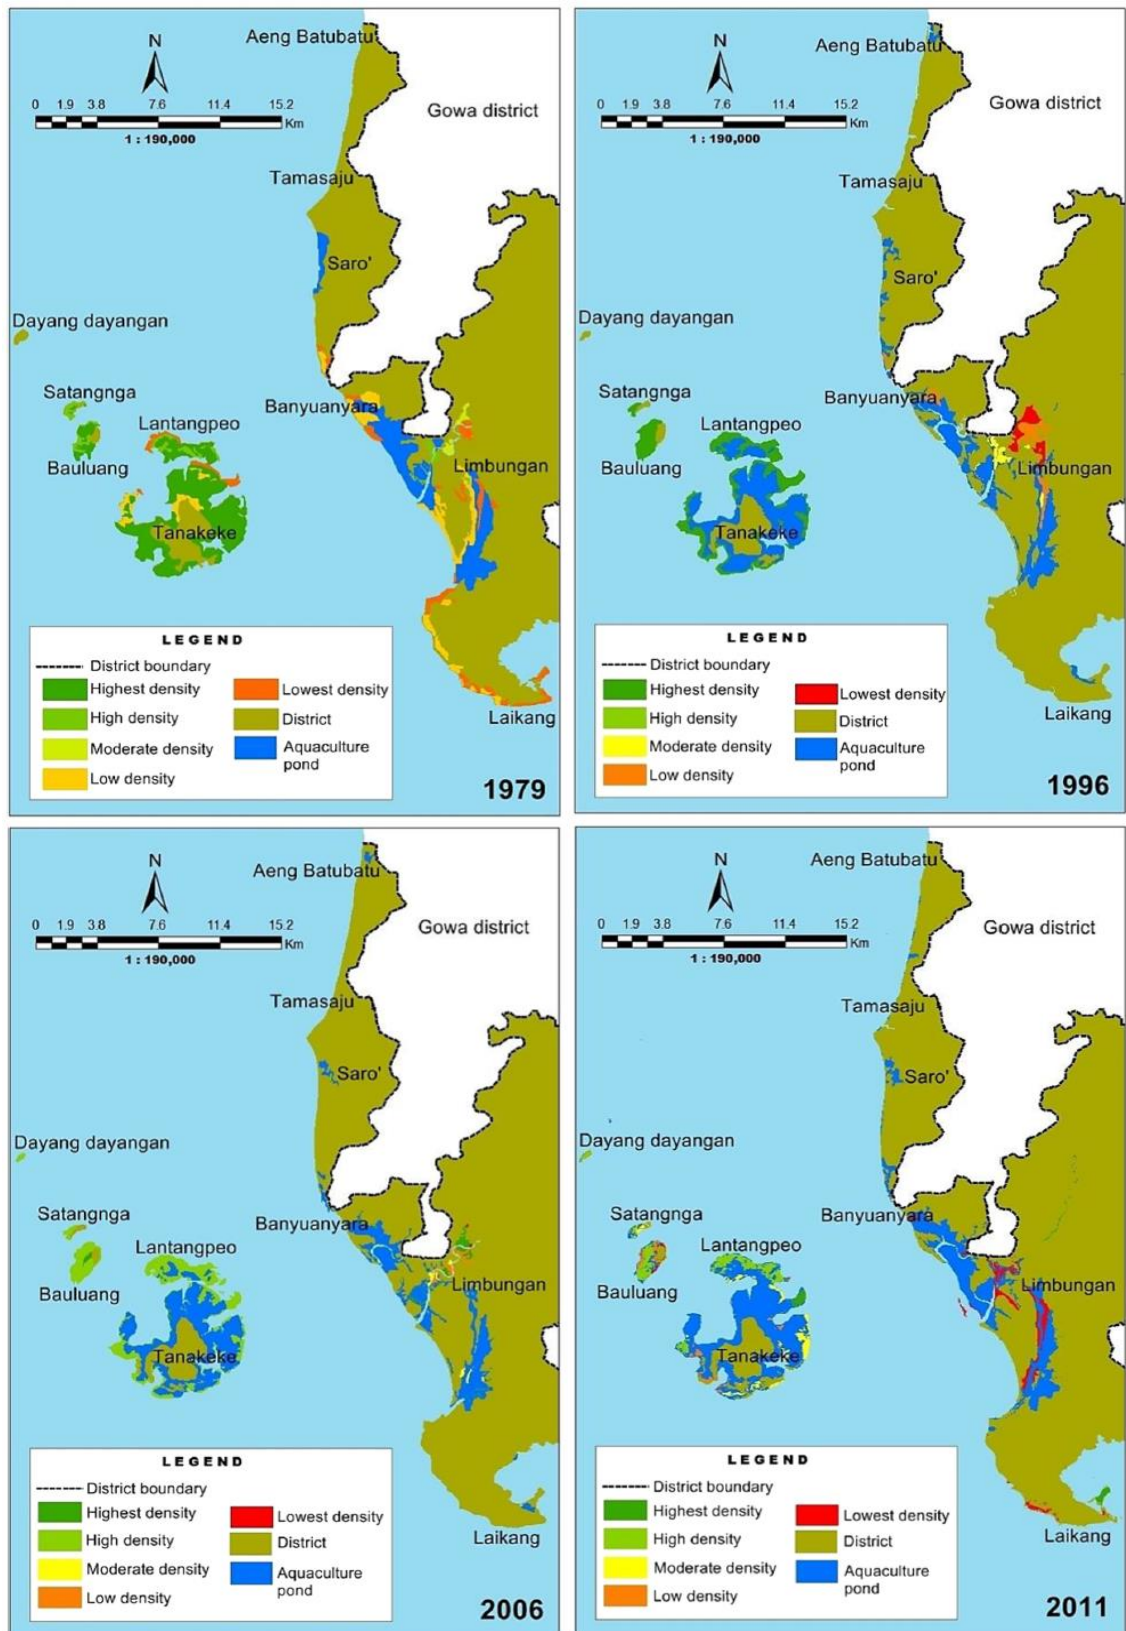 Aeng Batubatu
N
0 1.9 3.8 7.6 11.4 15.2
Km
1 : 190,000
Gowa district
Tamasaju
Saro'
Dayang dayangan
Satangnga
Banyuanyara
Lantangpeo
Bauluang
Limbungan
Tanakeke
LEGEND
District boundary
Highest density
Lowest density
High density
District
Moderate density
Aquaculture
pond
Low density
Laikang
1979
Aeng Batubatu
N
0 1.9 3.8 7.6 11.4 15.2
Km
1 : 190,000
Gowa district
Tamasaju
Saro'
Dayang dayangan
Satangnga
Banyuanyara
Lantangpeo
Bauluang
Limbungan
Tanakeke
LEGEND
District boundary
Highest density
Lowest density
High density
District
Moderate density
Aquaculture
pond
Low density
Laikang
1996
Aeng Batubatu
N
0 1.9 3.8 7.6 11.4 15.2
Km
1 : 190,000
Gowa district
Tamasaju
Saro'
Dayang dayangan
Satangnga
Banyuanyara
Lantangpeo
Bauluang
Limbungan
Tanakeke
LEGEND
District boundary
Highest density
Lowest density
High density
District
Moderate density
Aquaculture
pond
Low density
Laikang
2006
Aeng Batubatu
N
0 1.9 3.8 7.6 11.4 15.2
Km
1 : 190,000
Gowa district
Tamasaju
Saro'
Dayang dayangan
Satangnga
Banyuanyara
Lantangpeo
Bauluang
Limbungan
Tanakeke
LEGEND
District boundary
Highest density
Lowest density
High density
District
Moderate density
Aquaculture
pond
Low density
Laikang
2011